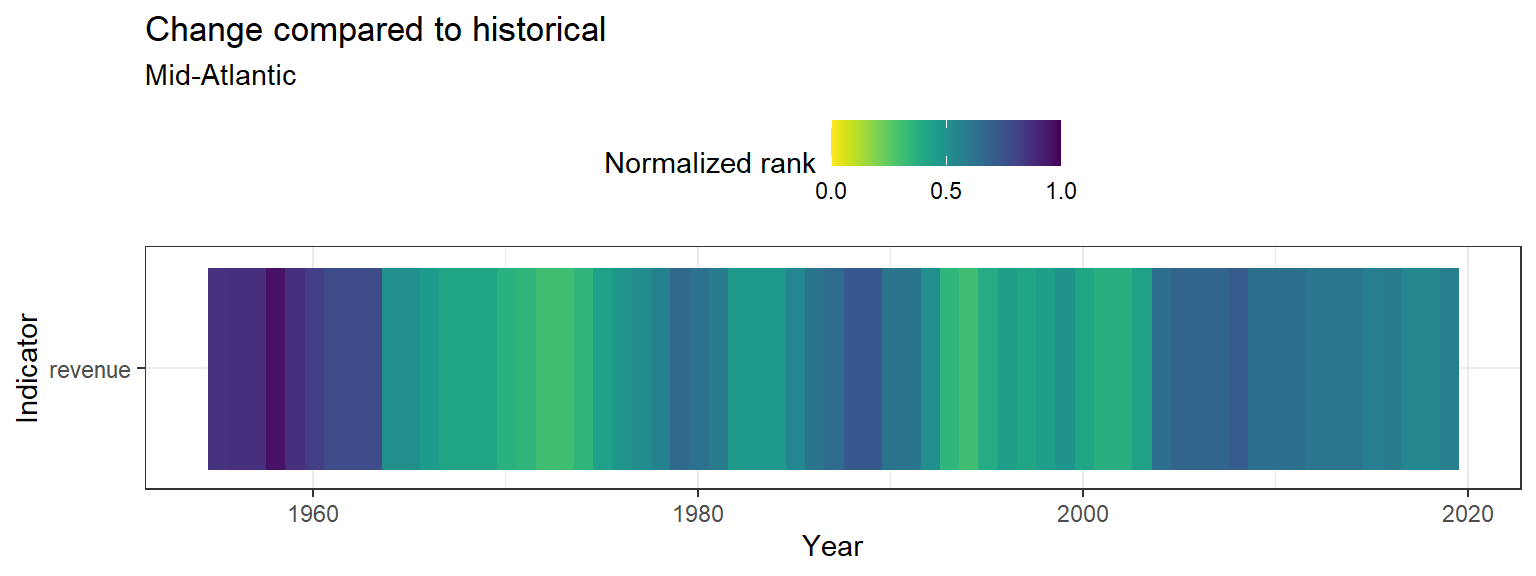 Change compared to historical
Mid-Atlantic
Normalized rank
0.0 0.5 1.0
Indicator
revenue
1960 1980 2000 2020
Year